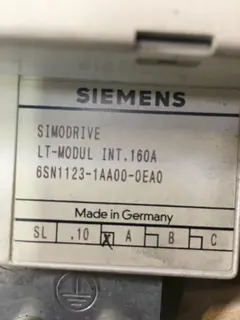 SIEMENS
SIMODRIVE
LT-MODUL INT.160A
6SN1123-1AA00-0EA0
Made in Germany
SL .10 A B C